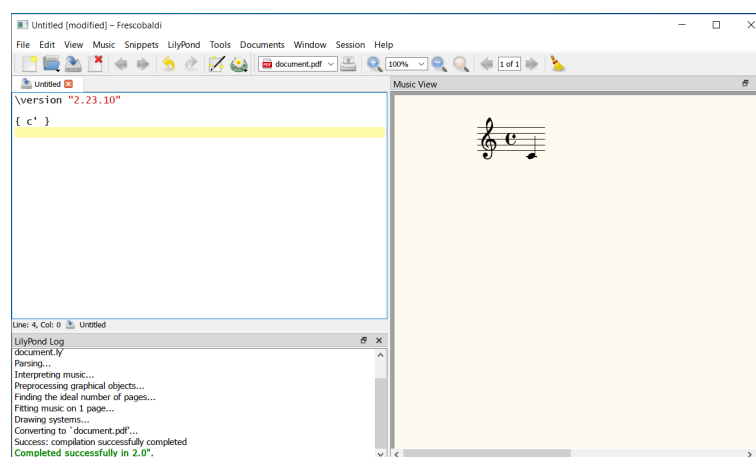 Untitled [modified] – Frescobaldi
File Edit View Music Snippets LilyPond Tools Documents Window Session Help
document.pdf 100% 1 of 1
Untitled
Music View
\version "2.23.10"
{ c' }
Line: 4, Col: 0 Untitled
LilyPond Log
document.ly'
Parsing...
Interpreting music...
Preprocessing graphical objects...
Finding the ideal number of pages...
Fitting music on 1 page...
Drawing systems...
Converting to `document.pdf'...
Success: compilation successfully completed
Completed successfully in 2.0".